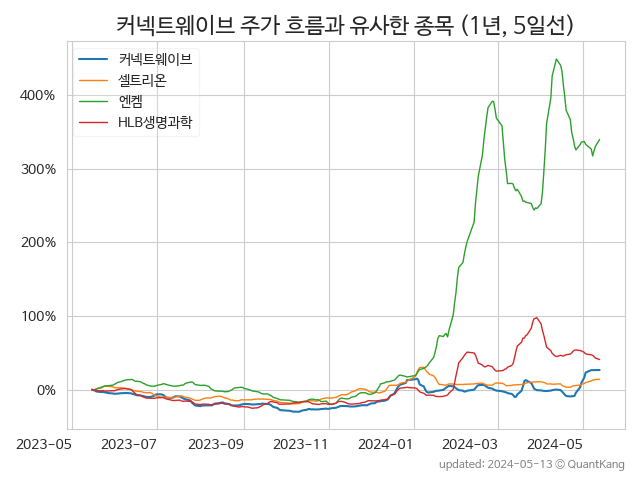 커넥트웨이브 주가 흐름과 유사한 종목 (1년, 5일선)
커넥트웨이브
셀트리온
엔켐
HLB생명과학
400%
300%
200%
100%
0%
2023-05 2023-07 2023-09 2023-11 2024-01 2024-03 2024-05
updated: 2024-05-13 ⓒ QuantKang